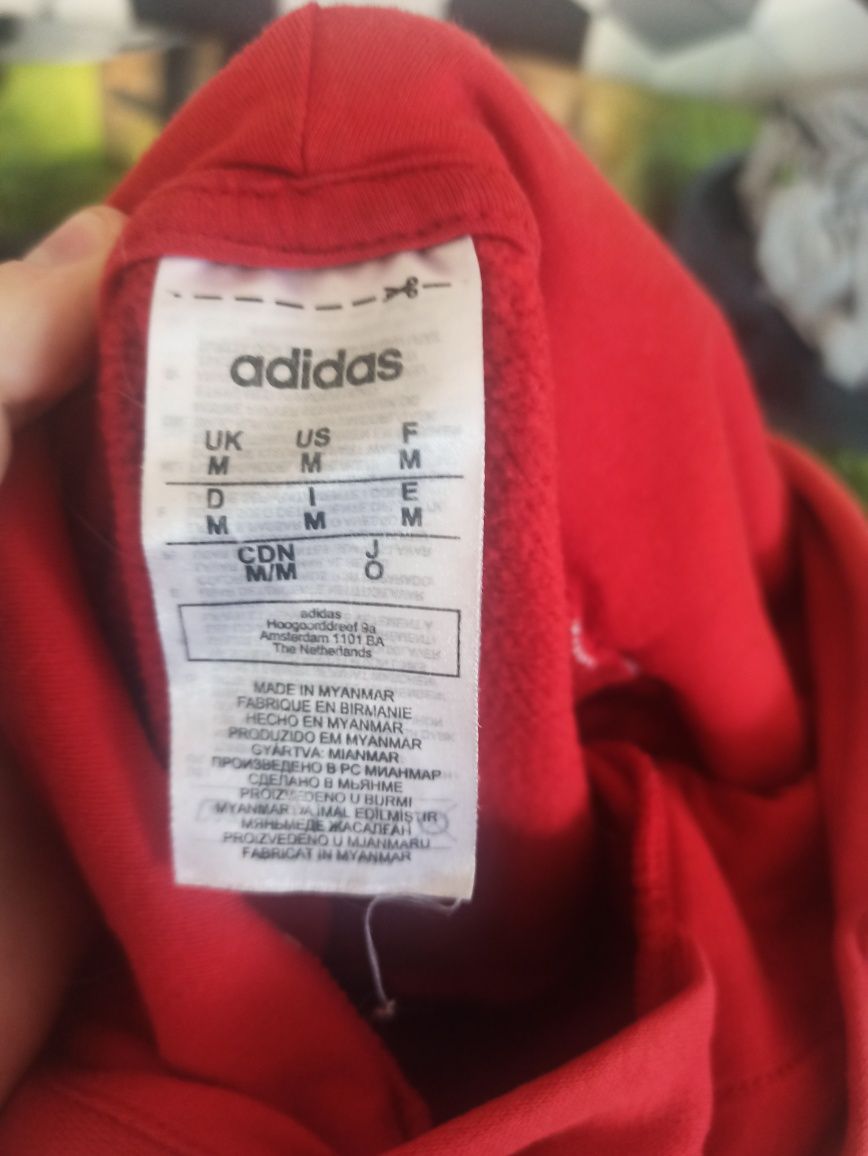 adidas
UK US F
M M M
D I E
M M M
CDN J
M/M O
adidas
Hoogoorddreef 9a
Amsterdam 1101 BA
The Netherlands
MADE IN MYANMAR
FABRIQUE EN BIRMANIE
HECHO EN MYANMAR
PRODUZIDO EM MYANMAR
GYÁRTVA: MIANMAR
ПРОИЗВЕДЕНО В РС МИАНМАР
СДЕЛАНО В МЬЯНМЕ
PROIZVEDENO U BURMI
MYANMAR'DA İMAL EDİLMİŞTİR
МЯНЬМЕДЕ ЖАСАЛҒАН
PROIZVEDENO U MJANMARU
FABRICAT IN MYANMAR